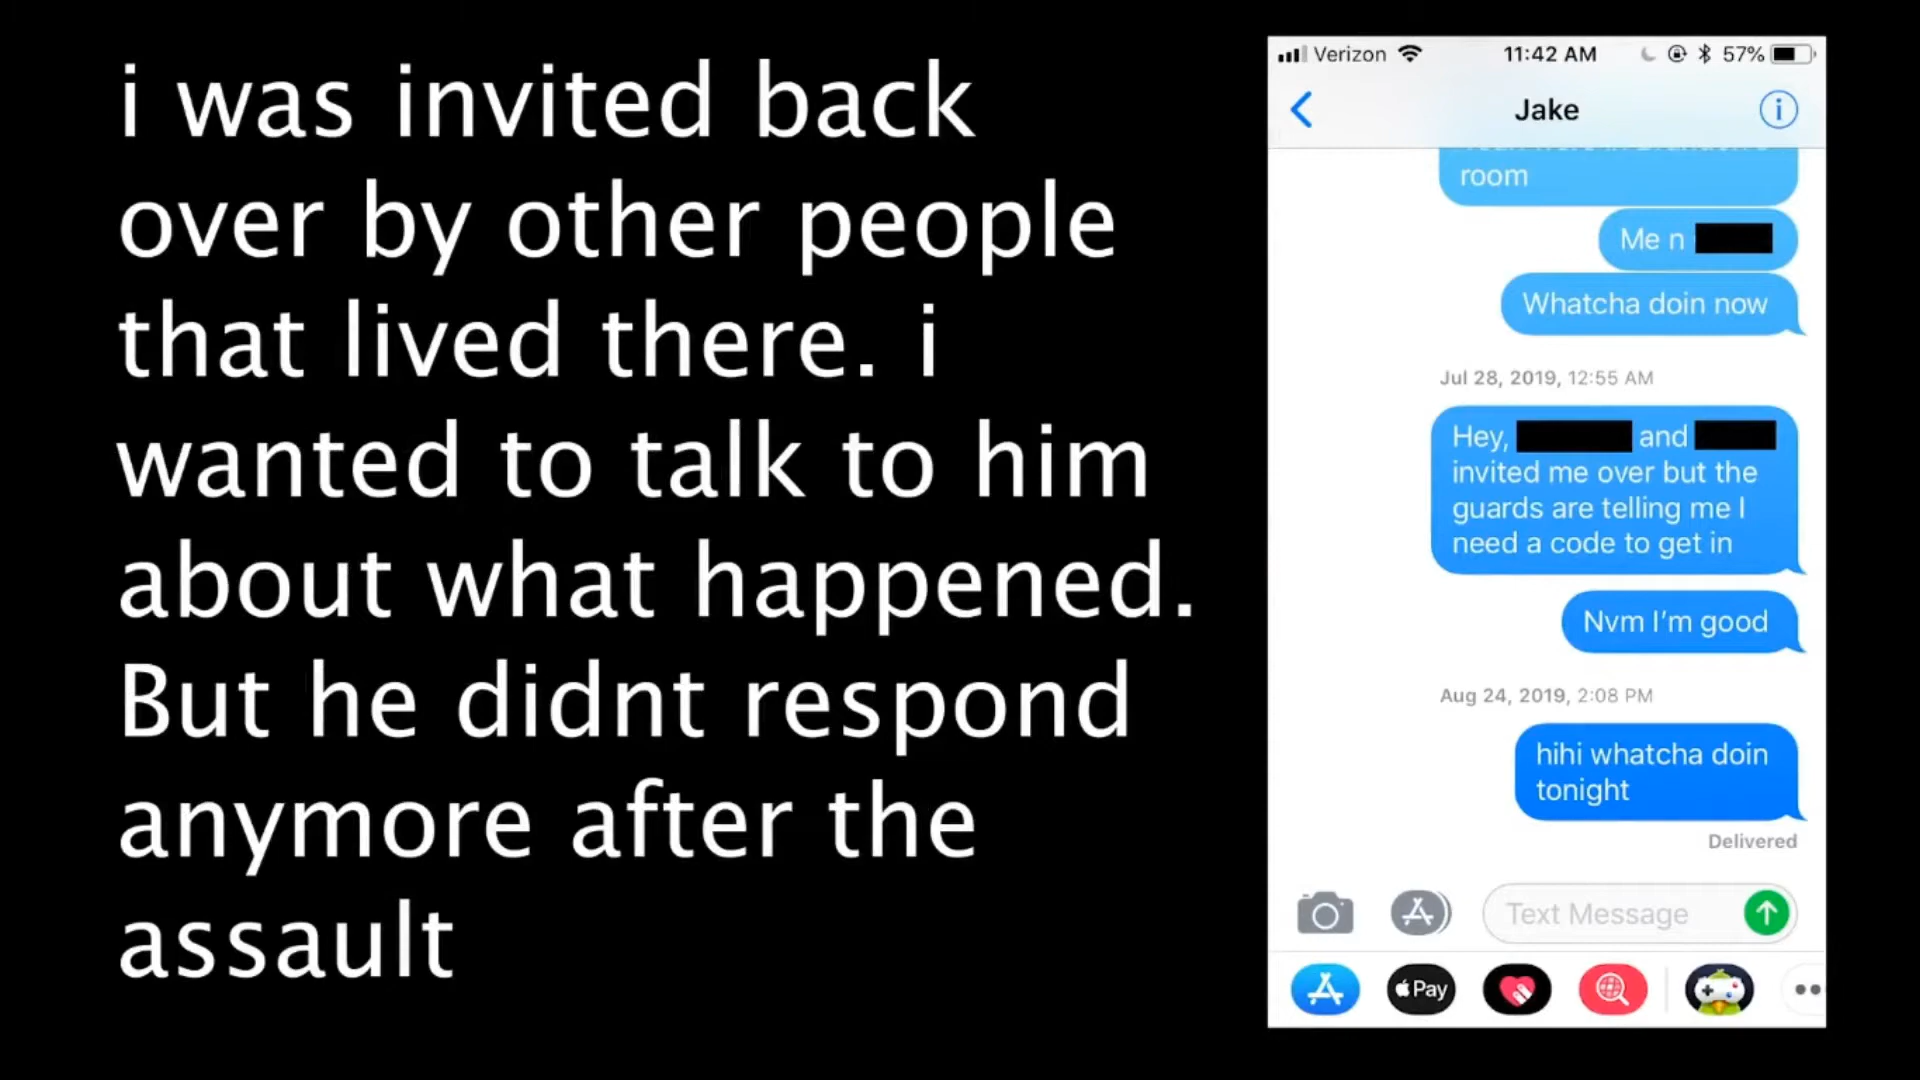 i was invited back
over by other people
that lived there. i
wanted to talk to him
about what happened.
But he didnt respond
anymore after the
assault
Verizon 11:42 AM 57%
Jake
room
Me n
Whatcha doin now
Jul 28, 2019, 12:55 AM
Hey, and
invited me over but the
guards are telling me I
need a code to get in
Nvm I'm good
Aug 24, 2019, 2:08 PM
hihi whatcha doin
tonight
Delivered
Text Message
Pay